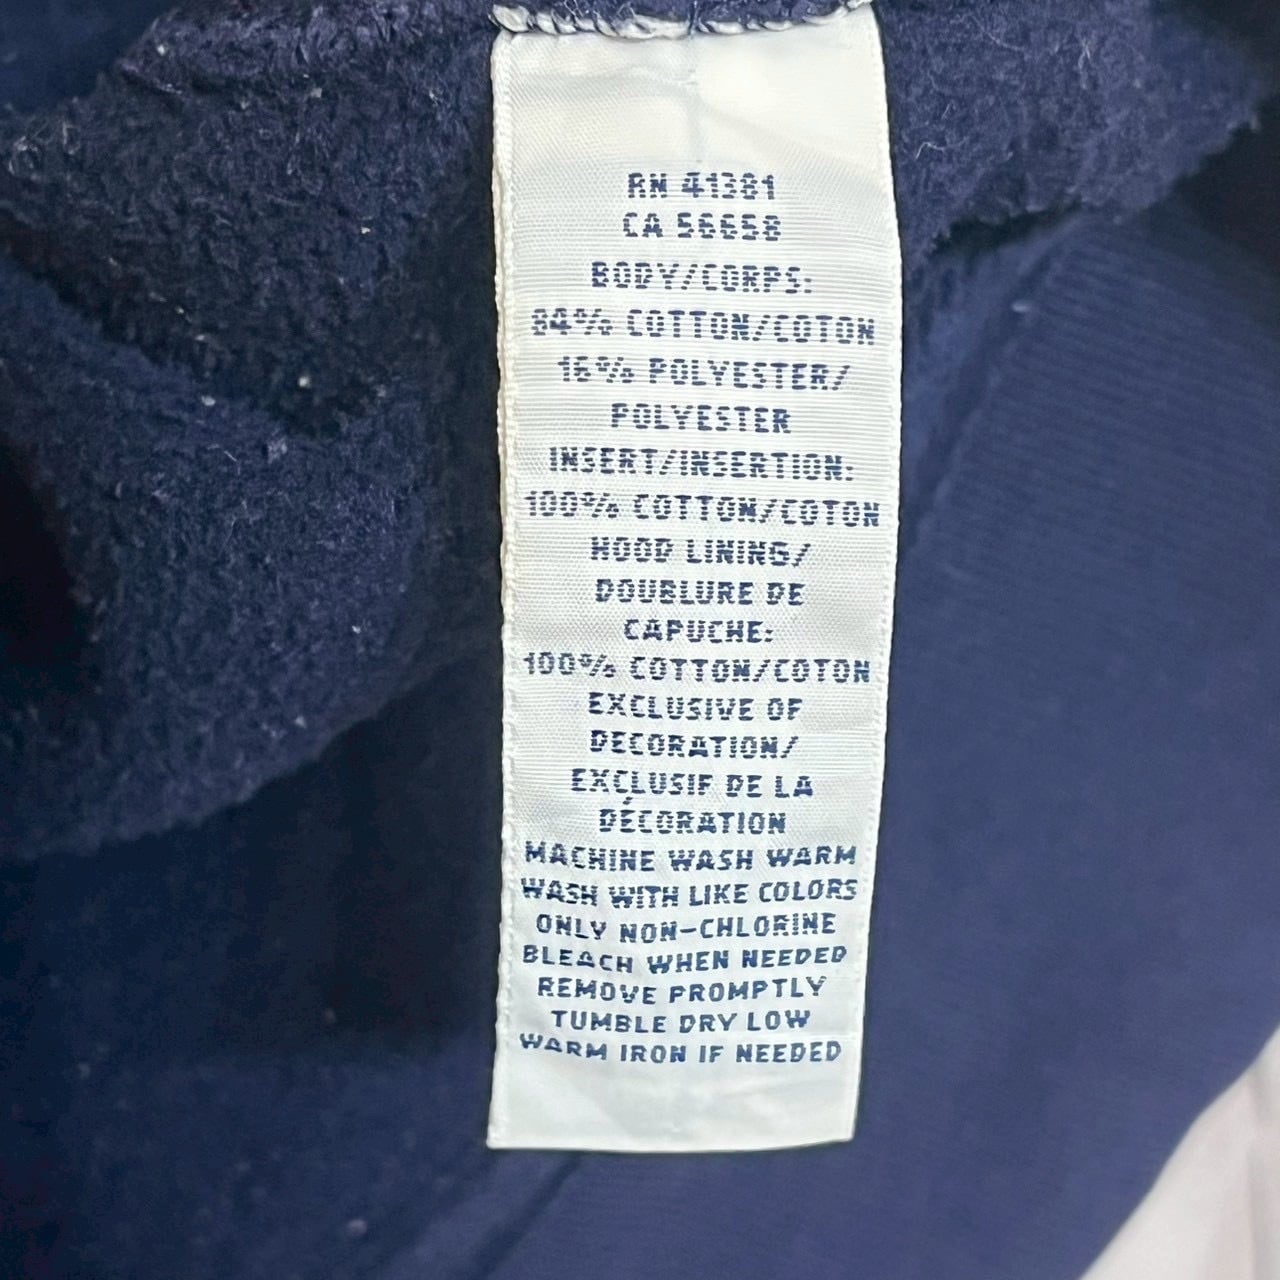 RN 41381
CA 56658
BODY/CORPS:
84% COTTON/COTON
16% POLYESTER/
POLYESTER
INSERT/INSERTION:
100% COTTON/COTON
HOOD LINING/
DOUBLURE DE
CAPUCHE:
100% COTTON/COTON
EXCLUSIVE OF
DECORATION/
EXCLUSIF DE LA
DÉCORATION
MACHINE WASH WARM
WASH WITH LIKE COLORS
ONLY NON-CHLORINE
BLEACH WHEN NEEDED
REMOVE PROMPTLY
TUMBLE DRY LOW
WARM IRON IF NEEDED